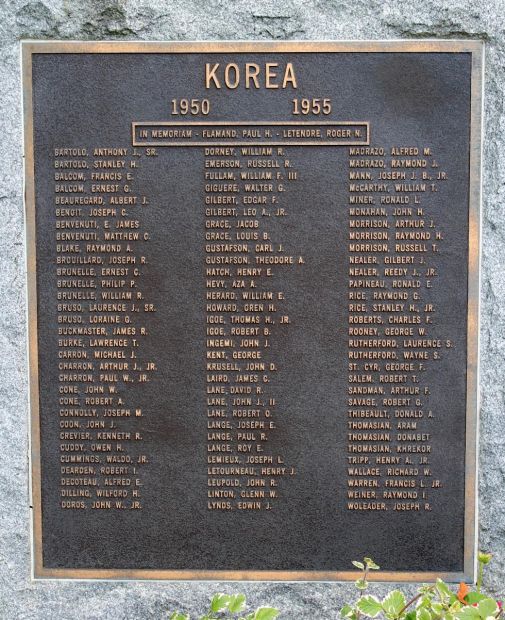 KOREA
1950 1955
IN MEMORIAM - FLAMAND, PAUL H. - LETENDRE, ROGER N.
BARTOLO, ANTHONY J., SR.
BARTOLO, STANLEY H.
BALCOM, FRANCIS E.
BALCOM, ERNEST G.
BEAUREGARD, ALBERT J.
BENOIT, JOSEPH C.
BENVENUTI, E. JAMES
BENVENUTI, MATTHEW C.
BLAKE, RAYMOND A.
BROUILLARD, JOSEPH R.
BRUNELLE, ERNEST C.
BRUNELLE, PHILIP P.
BRUNELLE, WILLIAM R.
BRUSO, LAURENCE J., SR.
BRUSO, LORAINE G.
BUCKMASTER, JAMES R.
BURKE, LAWRENCE T.
CARRON, MICHAEL J.
CHARRON, ARTHUR J., JR.
CHARRON, PAUL W., JR.
CONE, JOHN W.
CONE, ROBERT A.
CONNOLLY, JOSEPH M.
COON, JOHN J.
CREVIER, KENNETH R.
CUDDY, OWEN H.
CUMMINGS, WALDO, JR.
DEARDEN, ROBERT I.
DECOTEAU, ALFRED E.
DILLING, WILFORD H.
DOROS, JOHN W., JR.
DORNEY, WILLIAM R.
EMERSON, RUSSELL R.
FULLAM, WILLIAM F. III
GIGUERE, WALTER G.
GILBERT, EDGAR F.
GILBERT, LEO A., JR.
GRACE, JACOB
GRACE, LOUIS B.
GUSTAFSON, CARL J.
GUSTAFSON, THEODORE A.
HATCH, HENRY E.
HEVY, AZA A.
HERARD, WILLIAM E.
HOWARD, OREN H.
IGOE, THOMAS H., JR.
IGOE, ROBERT B.
INGEMI, JOHN J.
KENT, GEORGE
KRUSELL, JOHN D.
LAIRD, JAMES C.
LANE, DAVID R.
LANE, JOHN J., II
LANE, ROBERT O.
LANGE, JOSEPH E.
LANGE, PAUL R.
LANGE, ROY E.
LEMIEUX, JOSEPH L.
LETOURNEAU, HENRY J.
LEUPOLD, JOHN R.
LINTON, GLENN W.
LYNDS, EDWIN J.
MADRAZO, ALFRED M.
MADRAZO, RAYMOND J.
MANN, JOSEPH J. B., JR.
McCARTHY, WILLIAM T.
MINER, RONALD L.
MONAHAN, JOHN H.
MORRISON, ARTHUR J.
MORRISON, RAYMOND H.
MORRISON, RUSSELL T.
NEALER, GILBERT J.
NEALER, REEDY J., JR.
PAPINEAU, RONALD E.
RICE, RAYMOND G.
RICE, STANLEY H., JR.
ROBERTS, CHARLES F.
ROONEY, GEORGE W.
RUTHERFORD, LAURENCE S.
RUTHERFORD, WAYNE S.
ST. CYR, GEORGE F.
SALEM, ROBERT T.
SANDMAN, ARTHUR F.
SAVAGE, ROBERT G.
THIBEAULT, DONALD A.
THOMASIAN, ARAM
THOMASIAN, DONABET
THOMASIAN, KHREKOR
TRIPP, HENRY A., JR.
WALLACE, RICHARD W.
WARREN, FRANCIS L. JR.
WEINER, RAYMOND I.
WOLEADER, JOSEPH R.